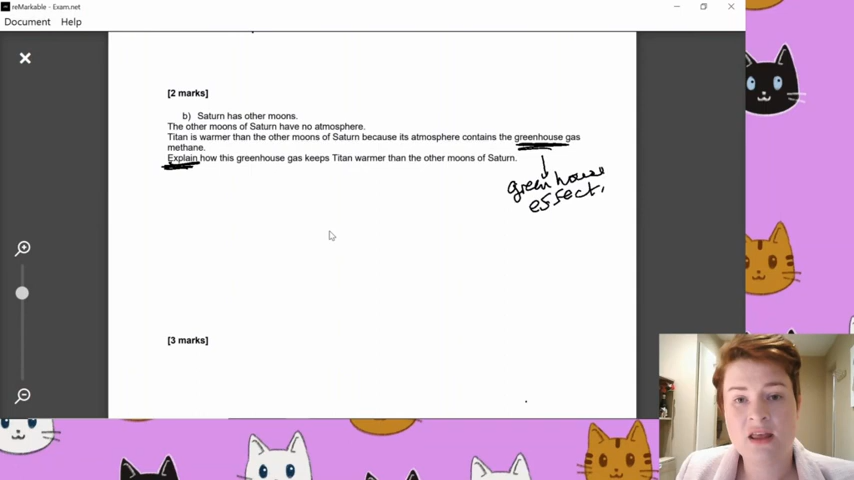 reMarkable - Exam.net
Document Help
[2 marks]
b) Saturn has other moons.
The other moons of Saturn have no atmosphere.
Titan is warmer than the other moons of Saturn because its atmosphere contains the greenhouse gas
methane.
Explain how this greenhouse gas keeps Titan warmer than the other moons of Saturn.
greenhouse
effect.
[3 marks]